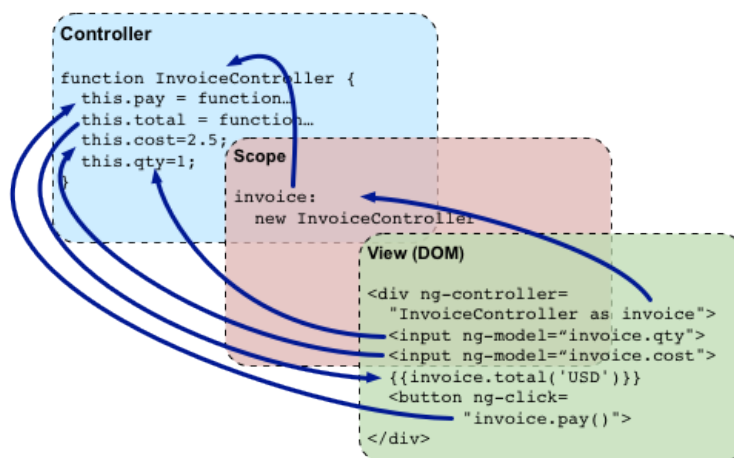 Controller
function InvoiceController {
this.pay = function…
this.total = function…
this.cost=2.5;
this.qty=1;
}
Scope
invoice:
new InvoiceController
View (DOM)
<div ng-controller=
"InvoiceController as invoice">
<input ng-model=“invoice.qty">
<input ng-model=“invoice.cost">
{{invoice.total('USD')}}
<button ng-click=
"invoice.pay()">
</div>